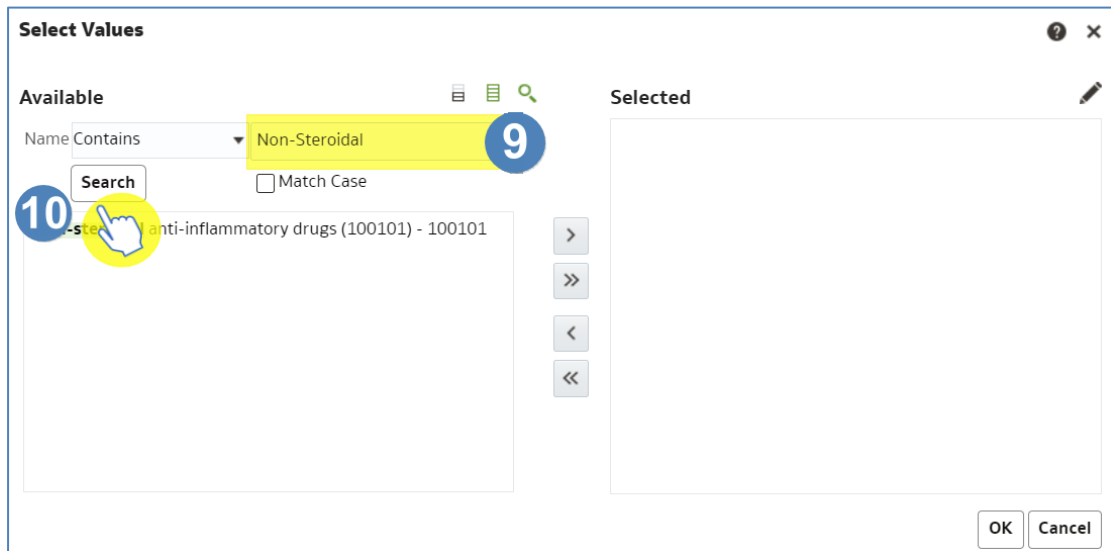 Select Values
Available
Selected
Name Contains
Non-Steroidal
9
Search
Match Case
10
anti-inflammatory drugs (100101) - 100101
OK
Cancel